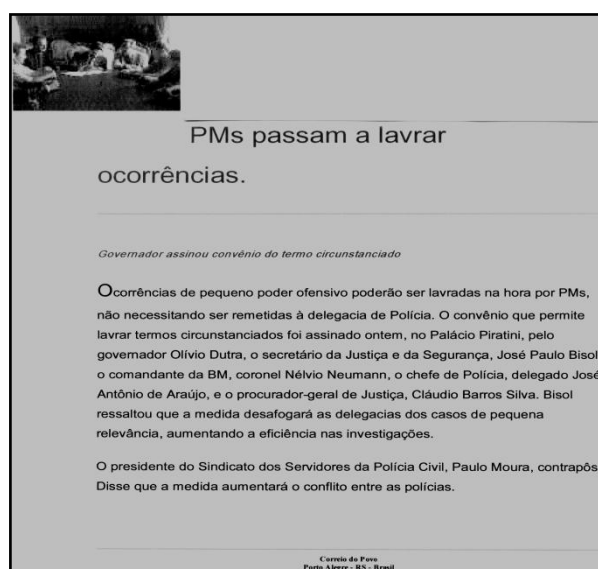 PMs passam a lavrar
ocorrências.
Governador assinou convênio do termo circunstanciado
Ocorrências de pequeno poder ofensivo poderão ser lavradas na hora por PMs,
não necessitando ser remetidas à delegacia de Polícia. O convênio que permite
lavrar termos circunstanciados foi assinado ontem, no Palácio Piratini, pelo
governador Olívio Dutra, o secretário da Justiça e da Segurança, José Paulo Bisol
o comandante da BM, coronel Nélvio Neumann, o chefe de Polícia, delegado José
Antônio de Araújo, e o procurador-geral de Justiça, Cláudio Barros Silva. Bisol
ressaltou que a medida desafogará as delegacias dos casos de pequena
relevância, aumentando a eficiência nas investigações.
O presidente do Sindicato dos Servidores da Polícia Civil, Paulo Moura, contrapôs
Disse que a medida aumentará o conflito entre as polícias.
Correio do Povo
Porto Alegre - RS - Brasil